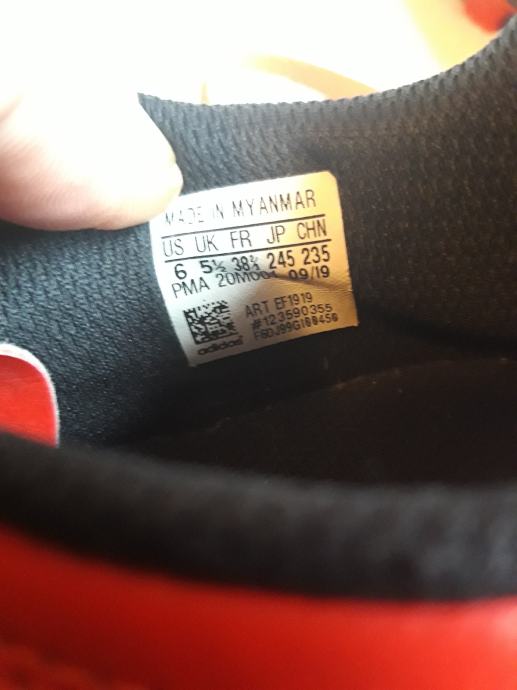 MADE IN MYANMAR
US UK FR JP CHN
6 5½ 38⅔ 245 235
PMA 20M001 09/19
ART EF1919
#123590355
F6DJ99G100450
adidas